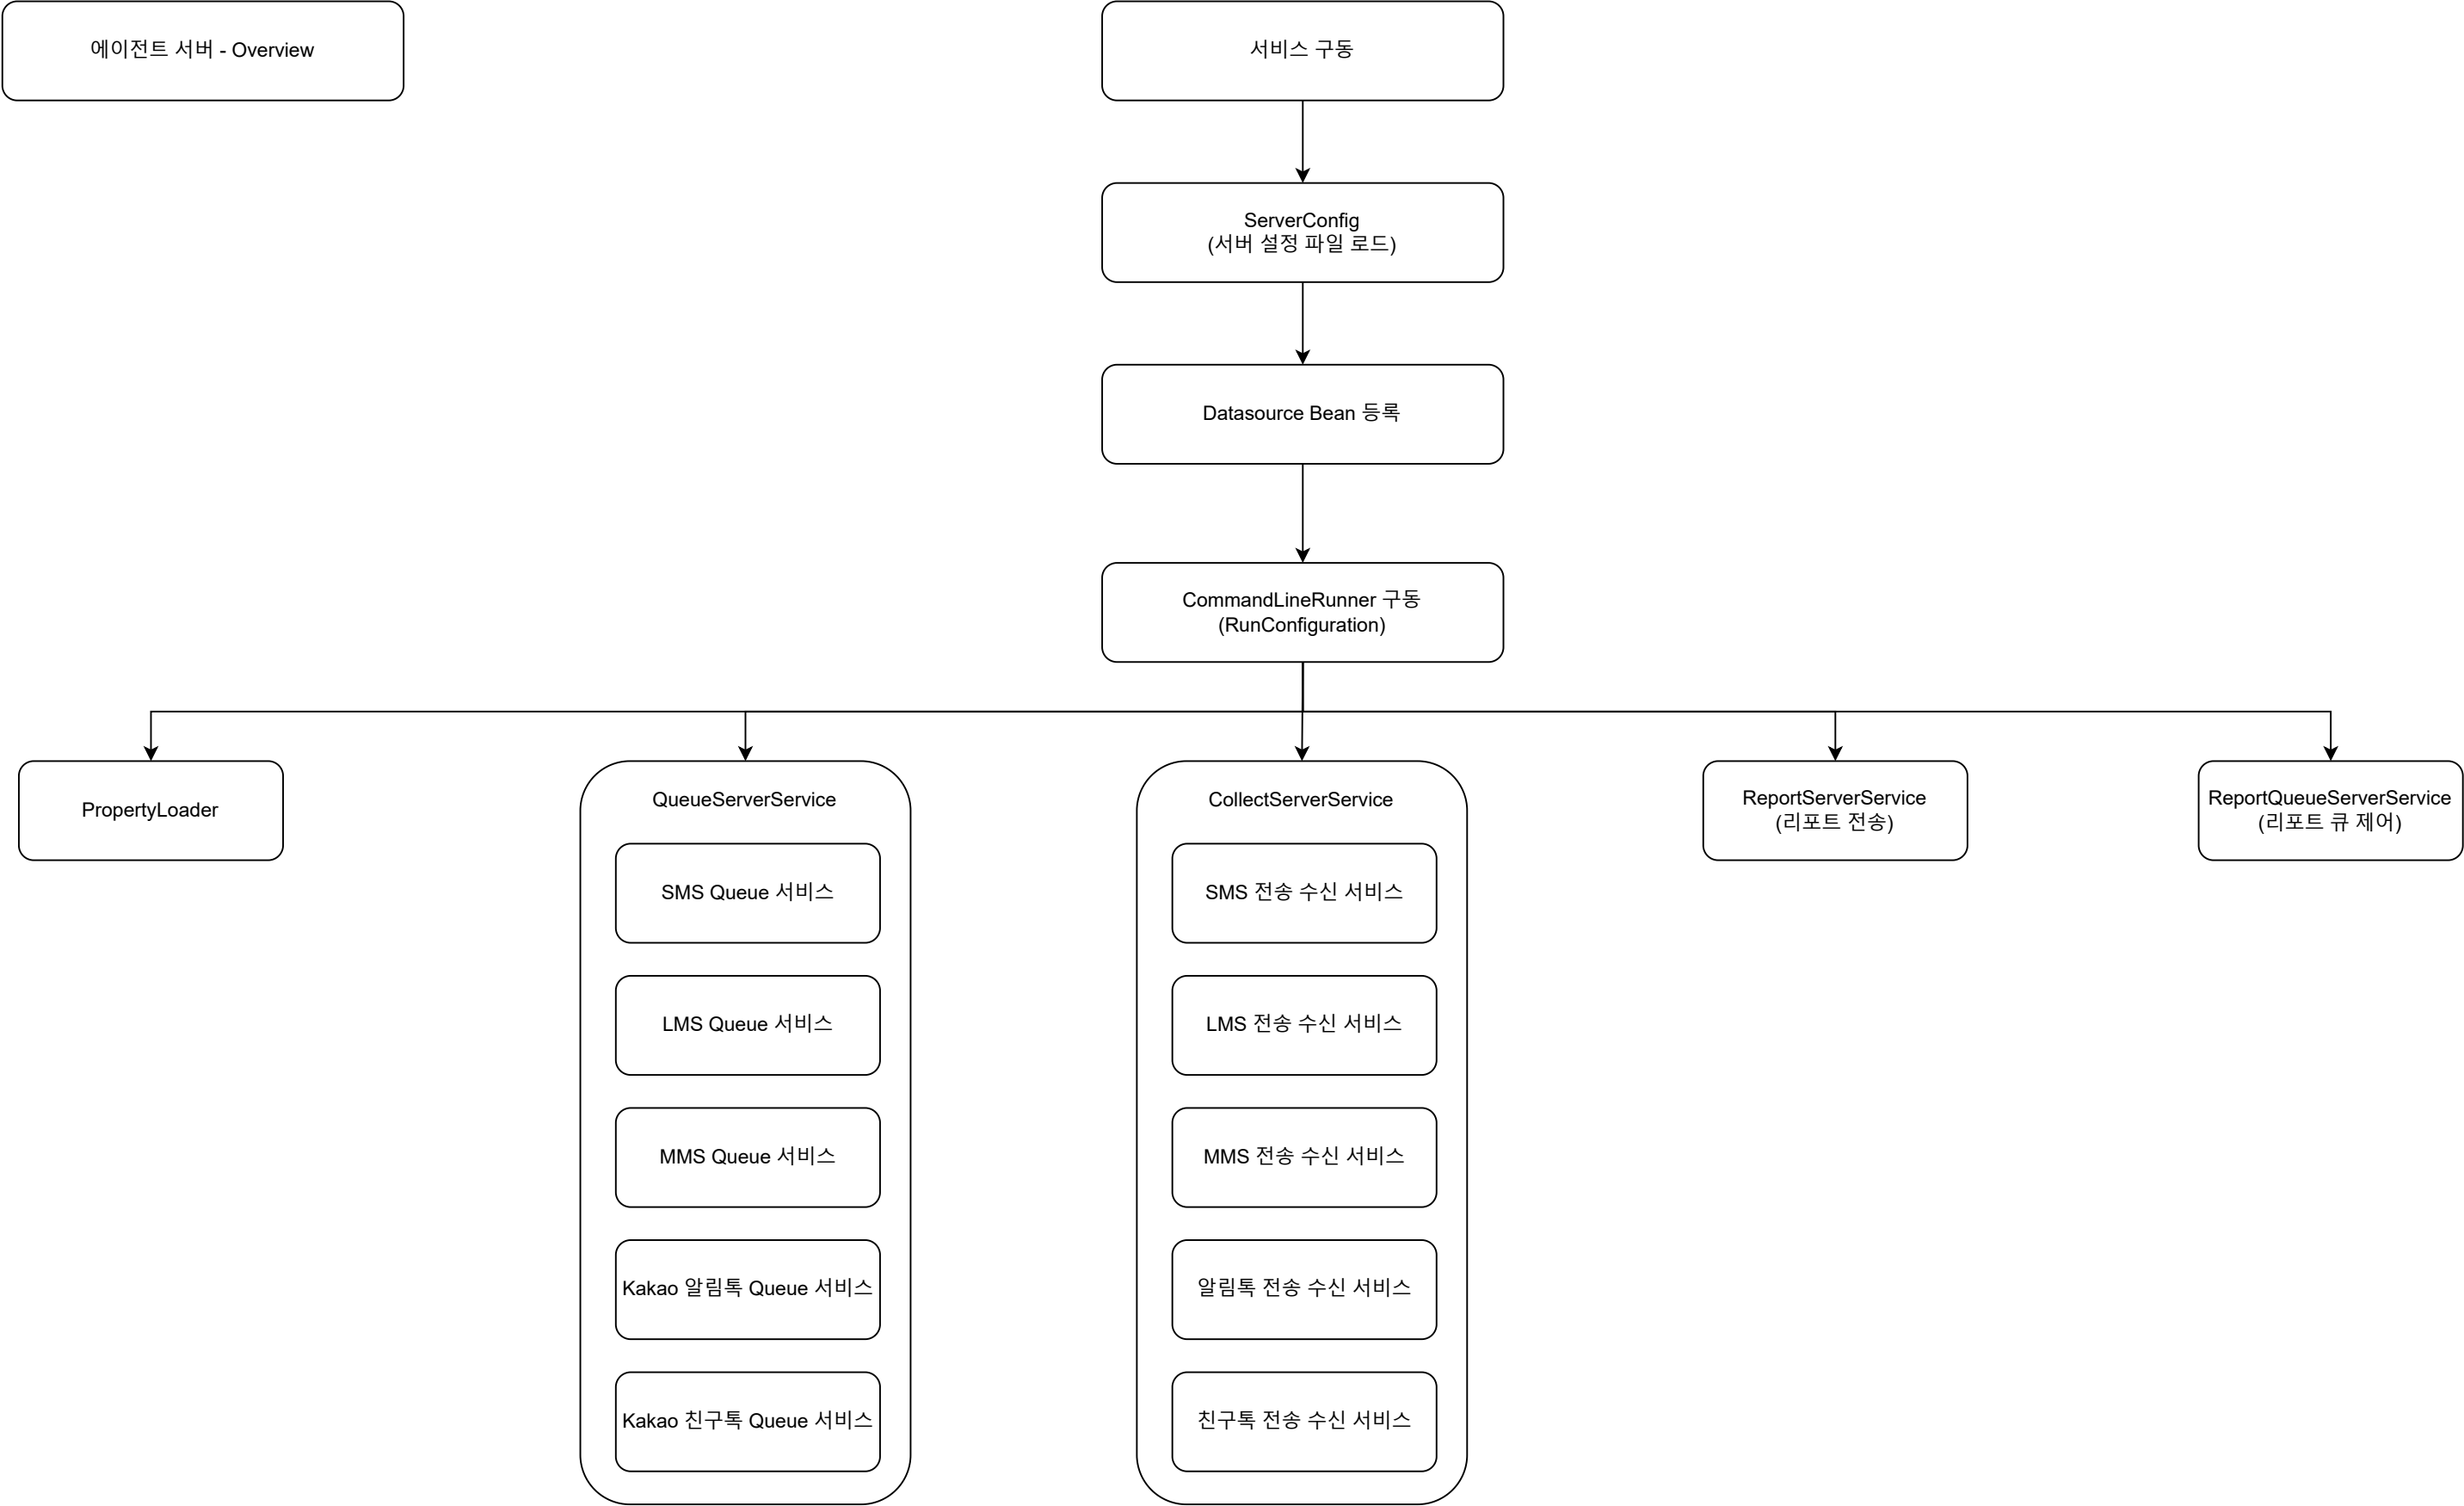 에이전트 서버 - Overview
서비스 구동
ServerConfig
(서버 설정 파일 로드)
Datasource Bean 등록
CommandLineRunner 구동
(RunConfiguration)
PropertyLoader
QueueServerService
SMS Queue 서비스
LMS Queue 서비스
MMS Queue 서비스
Kakao 알림톡 Queue 서비스
Kakao 친구톡 Queue 서비스
CollectServerService
SMS 전송 수신 서비스
LMS 전송 수신 서비스
MMS 전송 수신 서비스
알림톡 전송 수신 서비스
친구톡 전송 수신 서비스
ReportServerService
(리포트 전송)
ReportQueueServerService
(리포트 큐 제어)